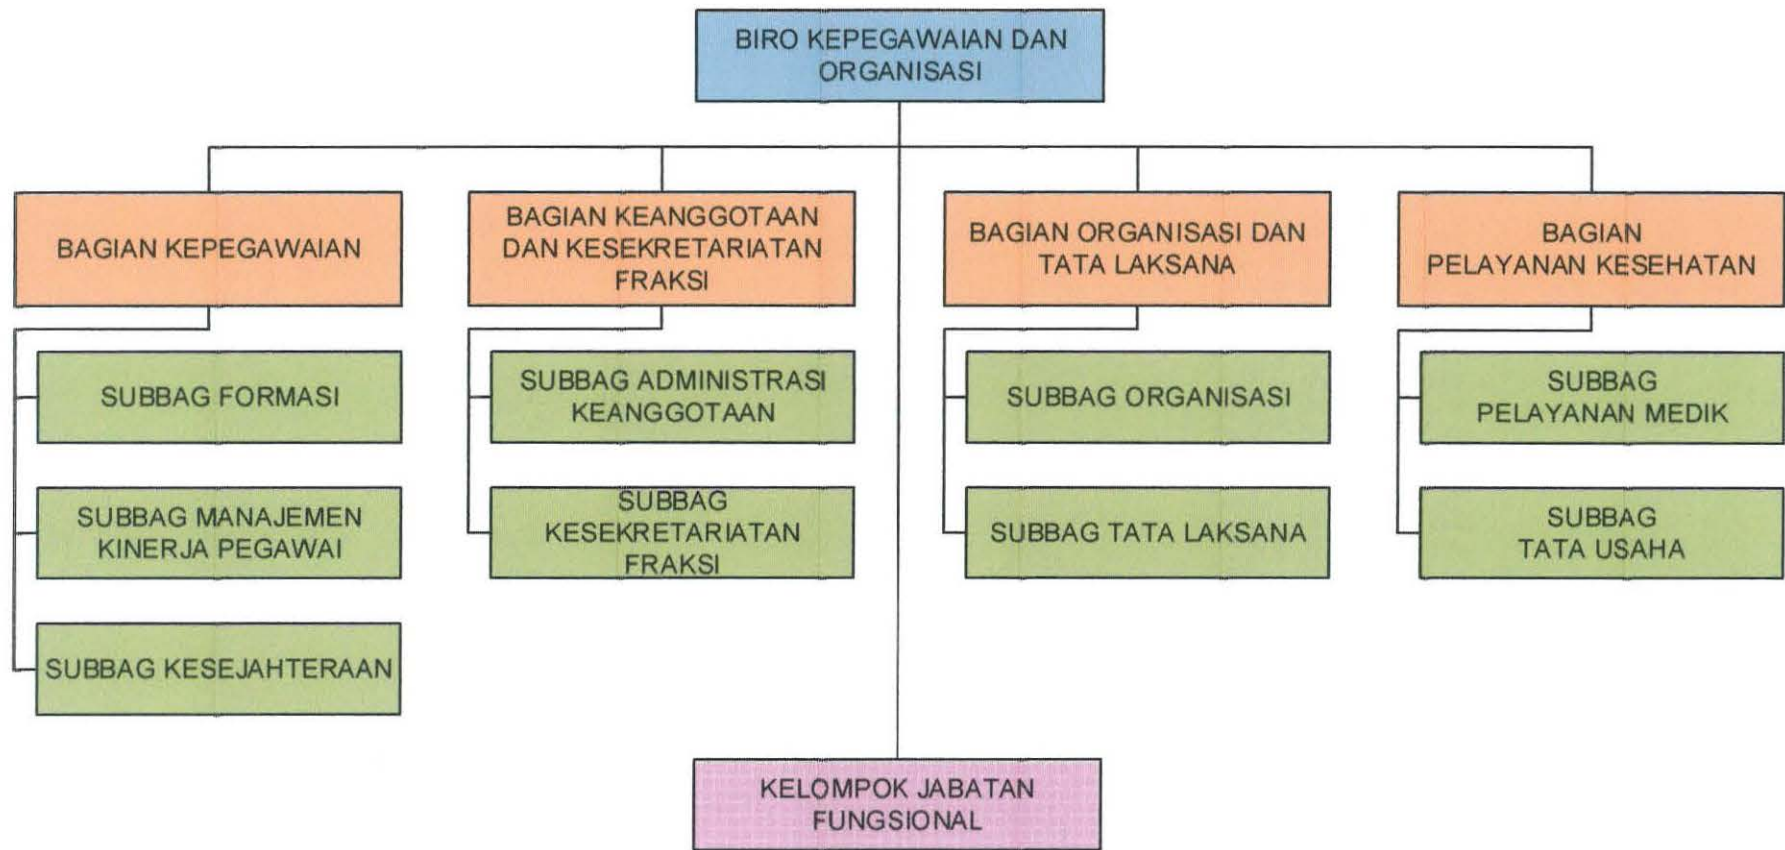 BIRO KEPEGAWAIAN DAN
ORGANISASI
BAGIAN KEPEGAWAIAN
BAGIAN KEANGGOTAAN
DAN KESEKRETARIATAN
FRAKSI
BAGIAN ORGANISASI DAN
TATA LAKSANA
BAGIAN
PELAYANAN KESEHATAN
SUBBAG FORMASI
SUBBAG ADMINISTRASI
KEANGGOTAAN
SUBBAG ORGANISASI
SUBBAG
PELAYANAN MEDIK
SUBBAG MANAJEMEN
KINERJA PEGAWAI
SUBBAG
KESEKRETARIATAN
FRAKSI
SUBBAG TATA LAKSANA
SUBBAG
TATA USAHA
SUBBAG KESEJAHTERAAN
KELOMPOK JABATAN
FUNGSIONAL